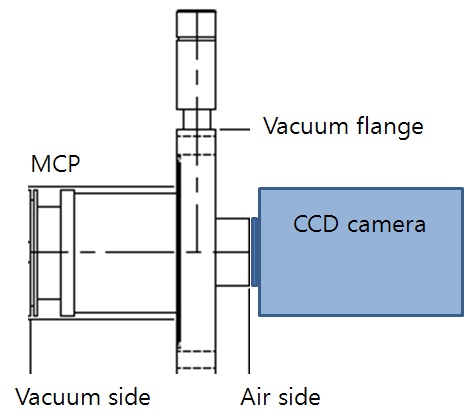 Vacuum flange
MCP
CCD camera
Vacuum side
Air side